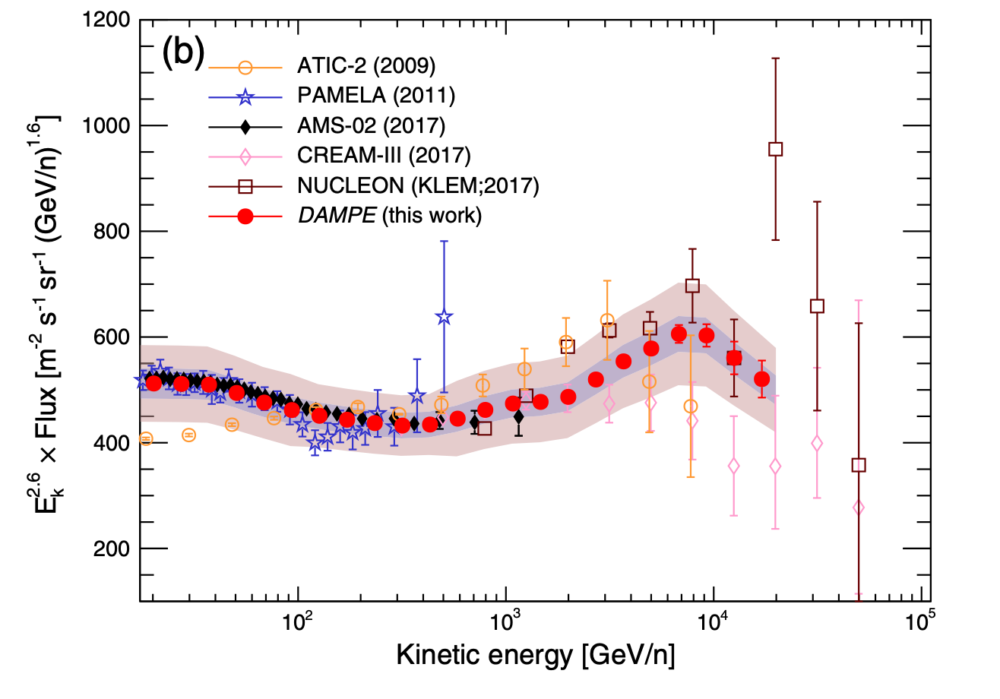 (b)
ATIC-2 (2009)
PAMELA (2011)
AMS-02 (2017)
CREAM-III (2017)
NUCLEON (KLEM;2017)
DAMPE (this work)
1200
1000
800
600
400
200
E_k^2.6 × Flux [m^-2 s^-1 sr^-1 (GeV/n)^1.6]
10^2
10^3
10^4
10^5
Kinetic energy [GeV/n]